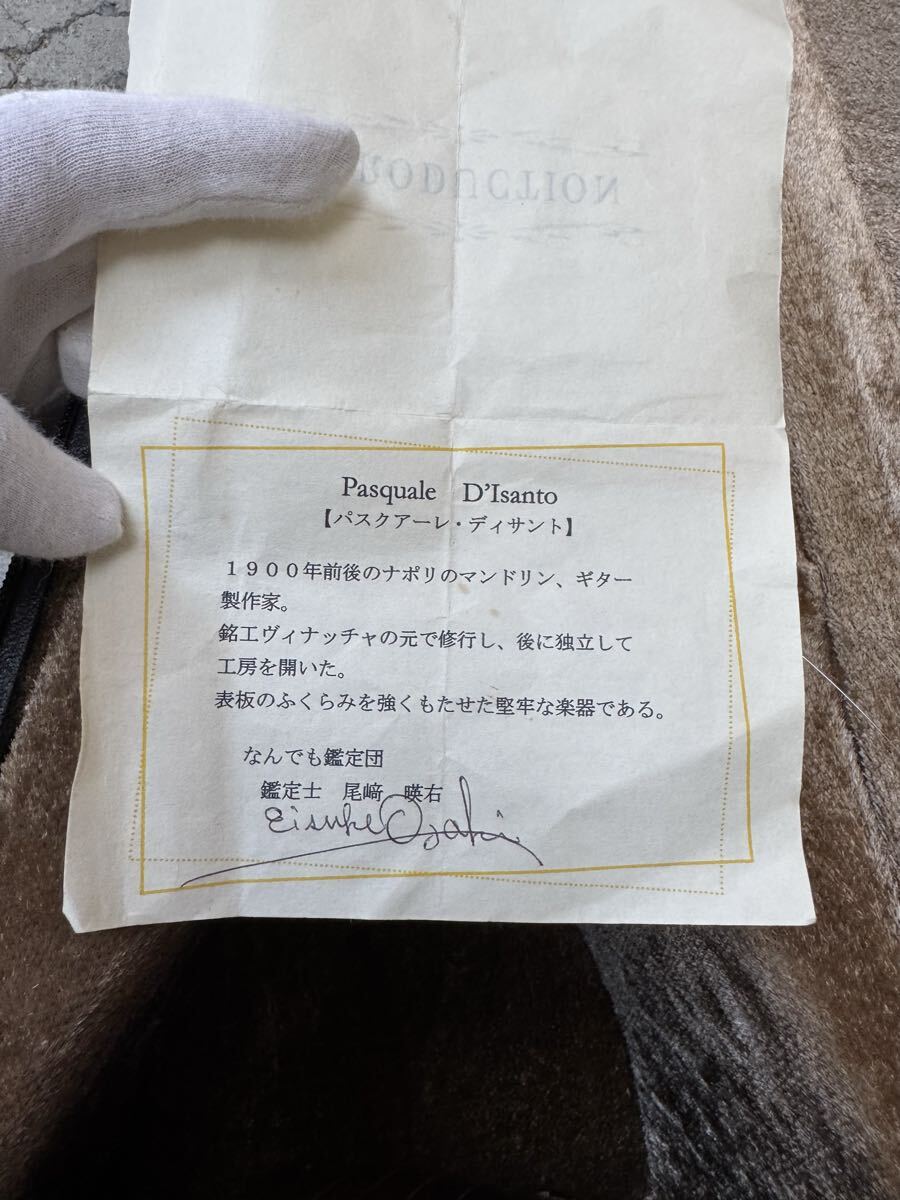 Pasquale D'Isanto
【パスクアーレ・ディサント】
１９００年前後のナポリのマンドリン、ギター
製作家。
銘工ヴィナッチャの元で修行し、後に独立して
工房を開いた。
表板のふくらみを強くもたせた堅牢な楽器である。
なんでも鑑定団
鑑定士 尾﨑 暎右
Eisuke Osaki